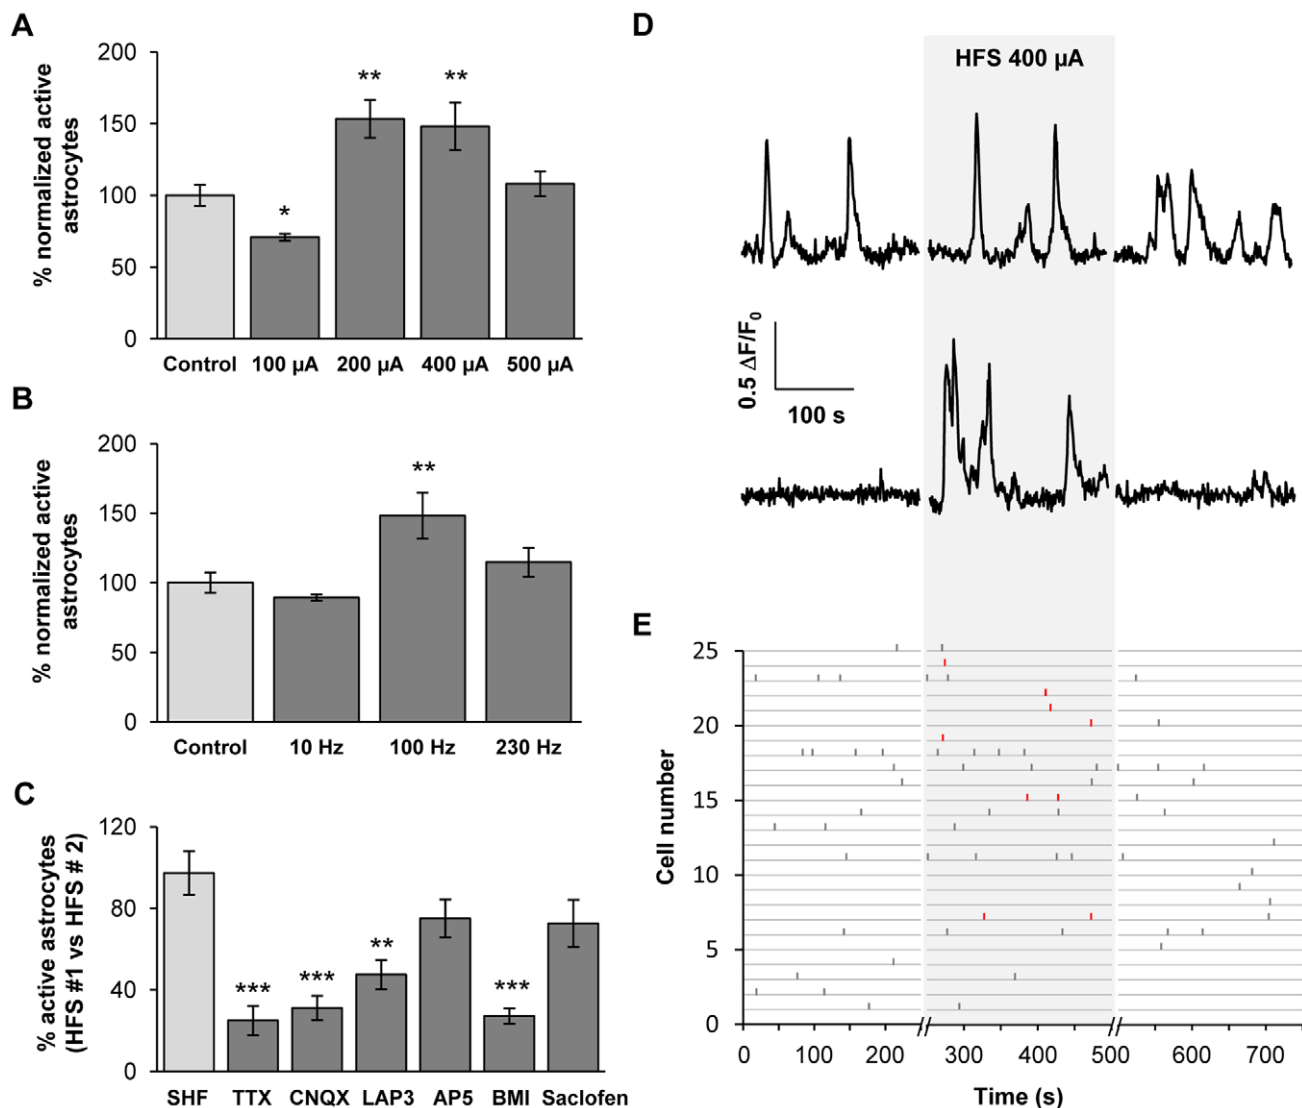 A
% normalized active
astrocytes
200
150
100
50
0
Control 100 µA 200 µA 400 µA 500 µA
* ** **
B
% normalized active
astrocytes
200
150
100
50
0
Control 10 Hz 100 Hz 230 Hz
**
C
% active astrocytes
(HFS #1 vs HFS # 2)
120
80
40
0
SHF TTX CNQX LAP3 AP5 BMI Saclofen
*** *** ** ***
D
HFS 400 µA
0.5 ΔF/F0
100 s
E
Cell number
25
20
15
10
5
0
0 100 200 300 400 500 600 700
Time (s)